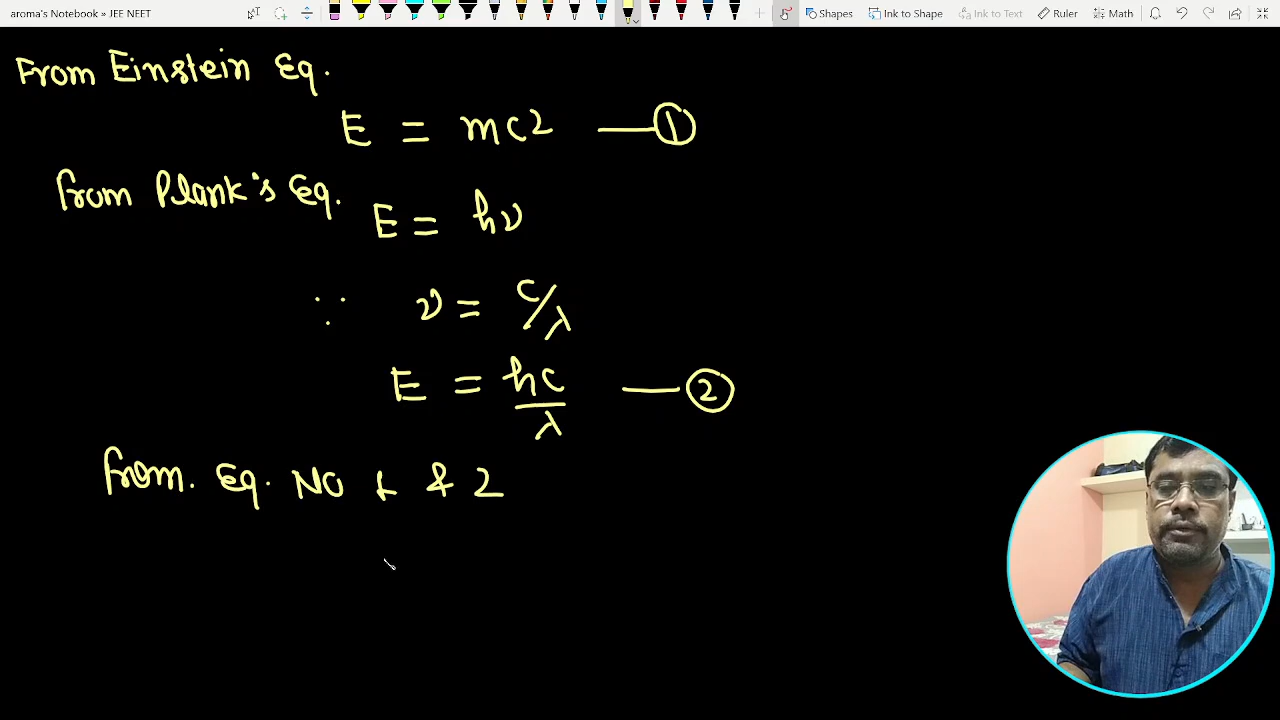 aroma's Notebook » JEE NEET
Shapes Ink to Shape Ink to Text Ruler Math
From Einstein Eq.
E = mc2 — ①
From Plank's Eq.
E = hν
∵ ν = c/λ
E = hc/λ — ②
From. Eq. No 1 & 2